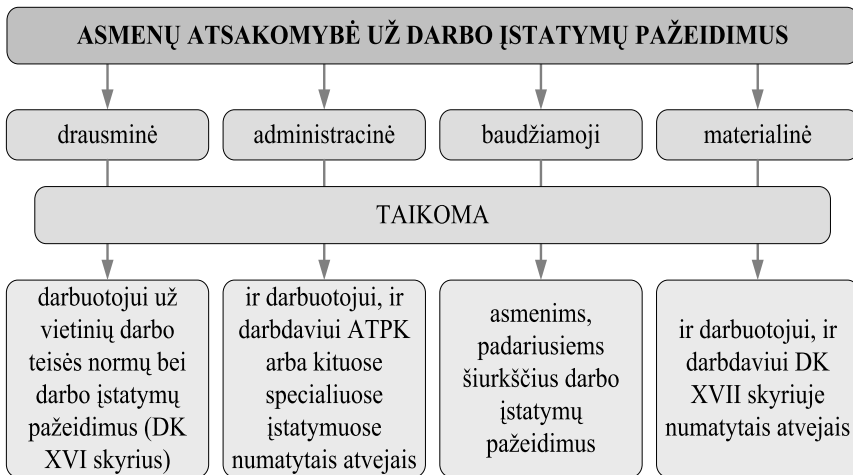 ASMENŲ ATSAKOMYBĖ UŽ DARBO ĮSTATYMŲ PAŽEIDIMUS
drausminė
administracinė
baudžiamoji
materialinė
TAIKOMA
darbuotojui už
vietinių darbo
teisės normų bei
darbo įstatymų
pažeidimus (DK
XVI skyrius)
ir darbuotojui, ir
darbdaviui ATPK
arba kituose
specialiuose
įstatymuose
numatytais atvejais
asmenims,
padariusiems
šiurkščius darbo
įstatymų
pažeidimus
ir darbuotojui, ir
darbdaviui DK
XVII skyriuje
numatytais atvejais